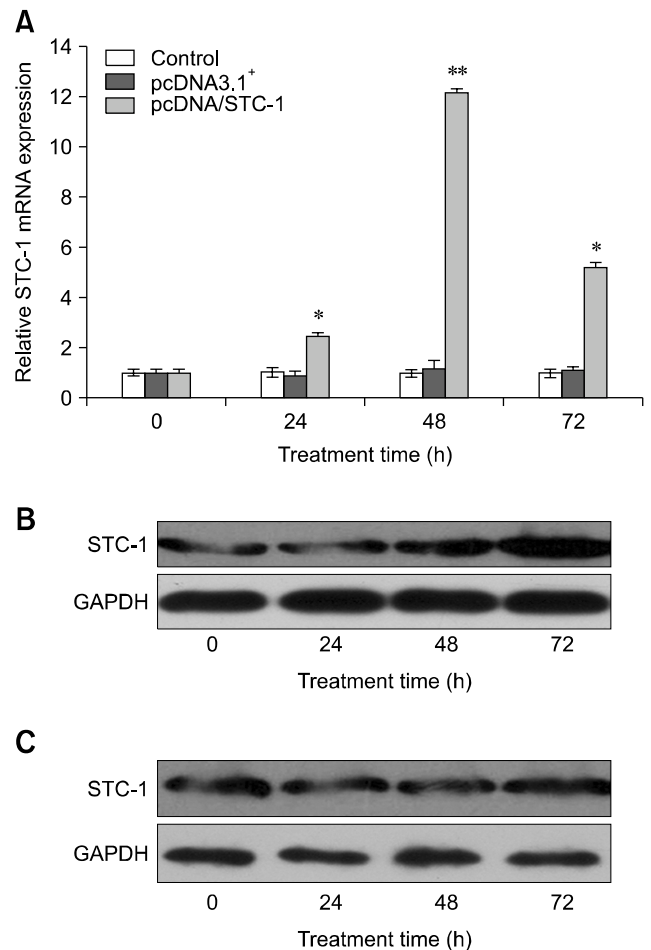 A
14
12
10
8
6
4
2
0
Relative STC-1 mRNA expression
Control
pcDNA3.1+
pcDNA/STC-1
*
**
*
0 24 48 72
Treatment time (h)
B
STC-1
GAPDH
0 24 48 72
Treatment time (h)
C
STC-1
GAPDH
0 24 48 72
Treatment time (h)